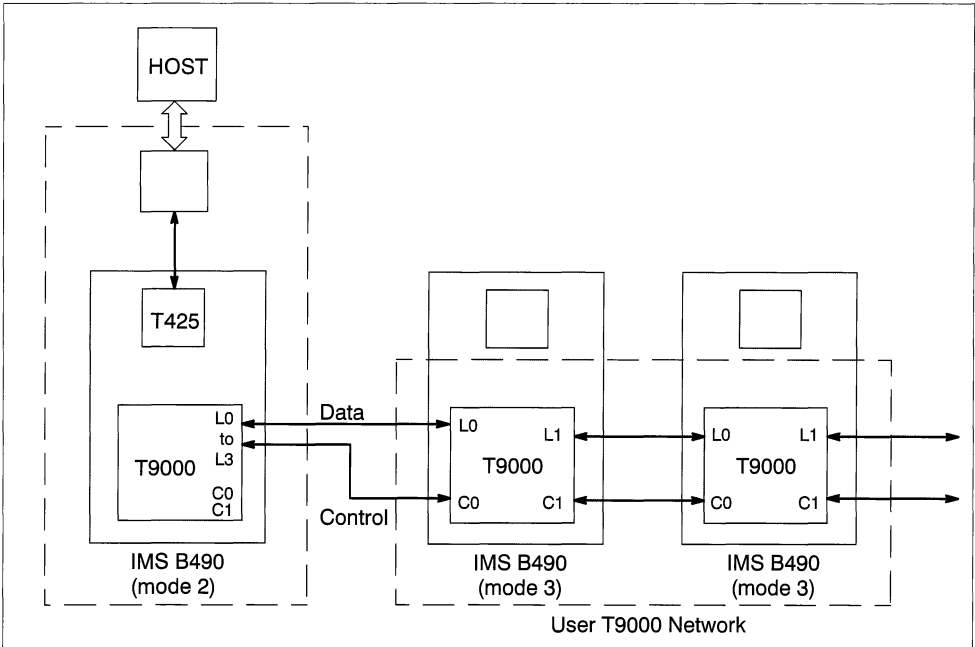 HOST
T425
T9000
L0
to
L3
C0
C1
Data
Control
IMS B490
(mode 2)
L0
L1
T9000
C0
C1
IMS B490
(mode 3)
L0
L1
T9000
C0
C1
IMS B490
(mode 3)
User T9000 Network